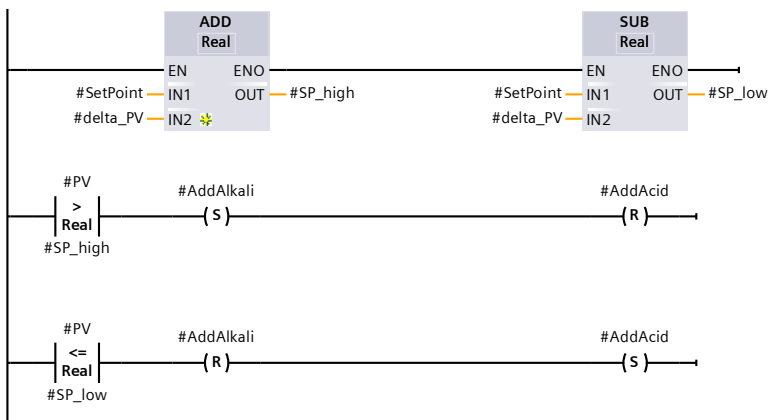 ADD
Real
EN ENO
#SetPoint IN1 OUT #SP_high
#delta_PV IN2
SUB
Real
EN ENO
#SetPoint IN1 OUT #SP_low
#delta_PV IN2
#PV
>
Real
#SP_high
#AddAlkali
( S )
#AddAcid
( R )
#PV
<=
Real
#SP_low
#AddAlkali
( R )
#AddAcid
( S )